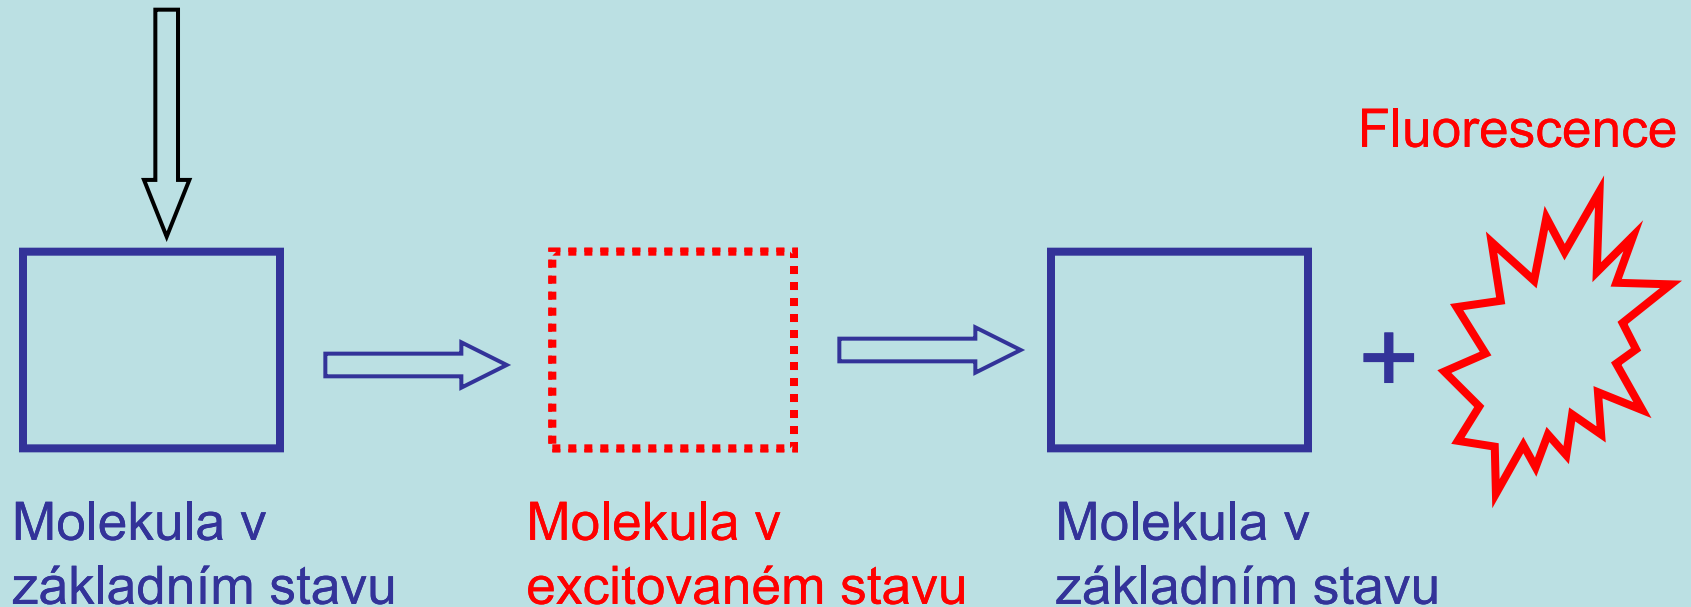 Fluorescence
+
Molekula v
základním stavu
Molekula v
excitovaném stavu
Molekula v
základním stavu